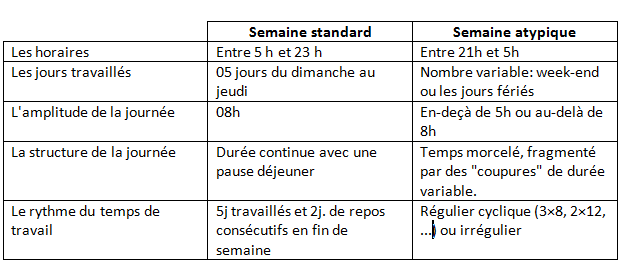 Semaine standard Semaine atypique
Les horaires Entre 5 h et 23 h Entre 21h et 5h
Les jours travaillés 05 jours du dimanche au jeudi Nombre variable: week-end ou les jours fériés
L'amplitude de la journée 08h En-deçà de 5h ou au-delà de 8h
La structure de la journée Durée continue avec une pause déjeuner Temps morcelé, fragmenté par des "coupures" de durée variable.
Le rythme du temps de travail 5j travaillés et 2j. de repos consécutifs en fin de semaine Régulier cyclique (3×8, 2×12, ...) ou irrégulier